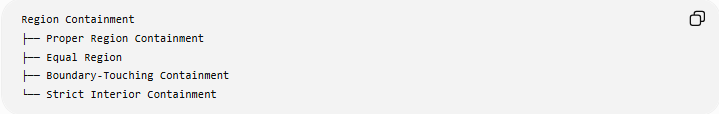 Region Containment
├── Proper Region Containment
├── Equal Region
├── Boundary-Touching Containment
└── Strict Interior Containment